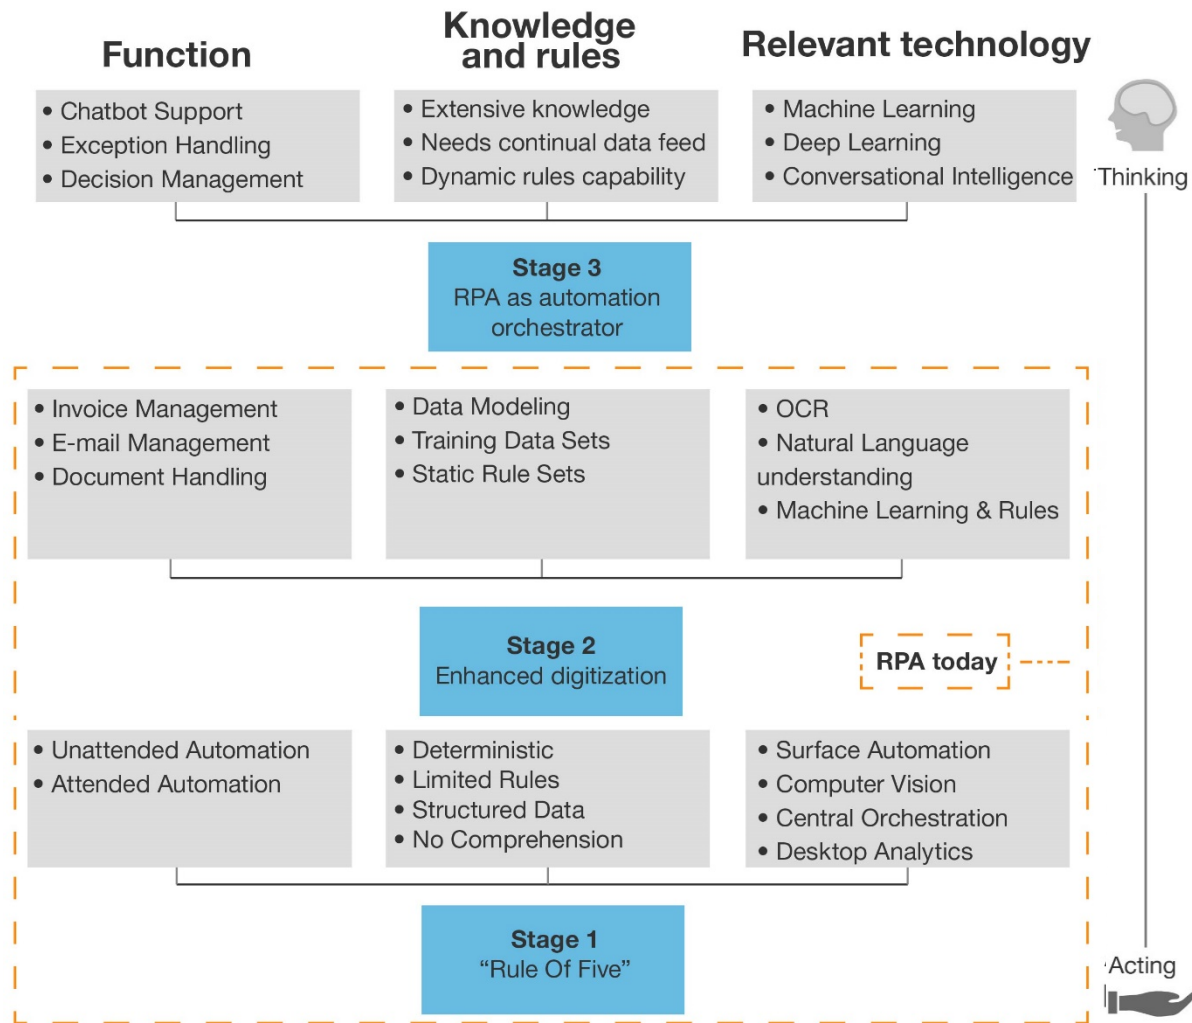 Function
Knowledge
and rules
Relevant technology
• Chatbot Support
• Exception Handling
• Decision Management
• Extensive knowledge
• Needs continual data feed
• Dynamic rules capability
• Machine Learning
• Deep Learning
• Conversational Intelligence
Thinking
Stage 3
RPA as automation
orchestrator
• Invoice Management
• E-mail Management
• Document Handling
• Data Modeling
• Training Data Sets
• Static Rule Sets
• OCR
• Natural Language
understanding
• Machine Learning & Rules
Stage 2
Enhanced digitization
RPA today
• Unattended Automation
• Attended Automation
• Deterministic
• Limited Rules
• Structured Data
• No Comprehension
• Surface Automation
• Computer Vision
• Central Orchestration
• Desktop Analytics
Stage 1
“Rule Of Five”
Acting